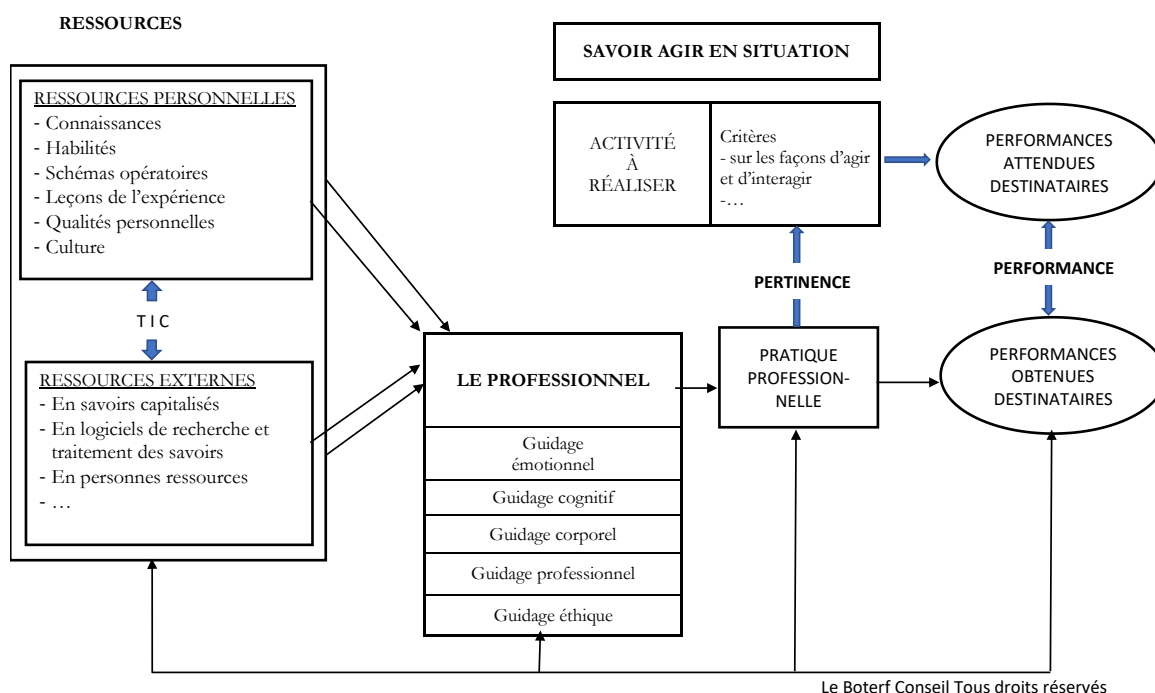 RESSOURCES
RESSOURCES PERSONNELLES
- Connaissances
- Habilités
- Schémas opératoires
- Leçons de l'expérience
- Qualités personnelles
- Culture
T I C
RESSOURCES EXTERNES
- En savoirs capitalisés
- En logiciels de recherche et
traitement des savoirs
- En personnes ressources
- …
LE PROFESSIONNEL
Guidage
émotionnel
Guidage cognitif
Guidage corporel
Guidage professionnel
Guidage éthique
SAVOIR AGIR EN SITUATION
ACTIVITÉ
À
RÉALISER
Critères
- sur les façons d'agir
et d'interagir
-…
PERTINENCE
PRATIQUE
PROFESSION-
NELLE
PERFORMANCES
ATTENDUES
DESTINATAIRES
PERFORMANCE
PERFORMANCES
OBTENUES
DESTINATAIRES
Le Boterf Conseil Tous droits réservés